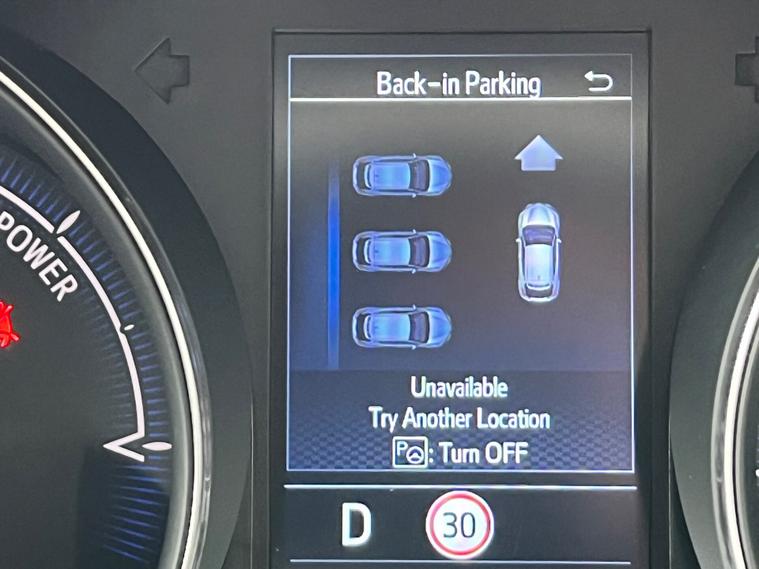 Back-in Parking
POWER
Unavailable
Try Another Location
P : Turn OFF
D 30